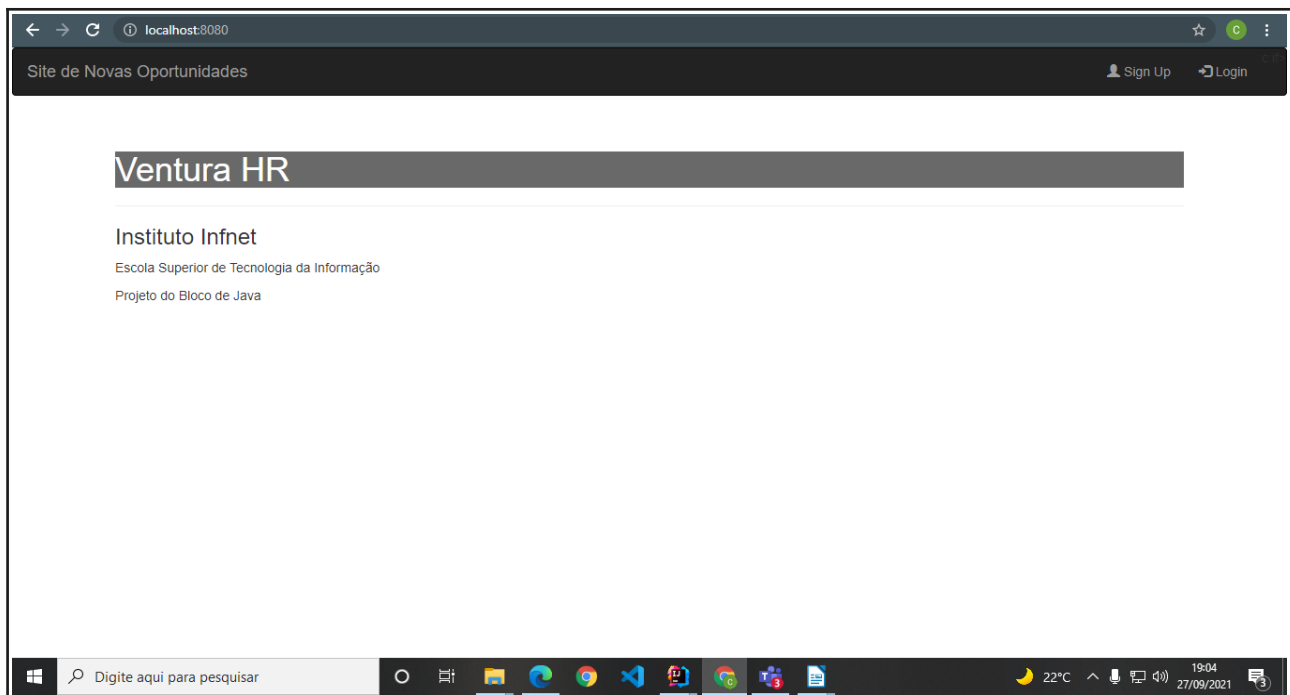 localhost:8080
C
Site de Novas Oportunidades
Sign Up
Login
Ventura HR
Instituto Infnet
Escola Superior de Tecnologia da Informação
Projeto do Bloco de Java
Digite aqui para pesquisar
22°C
19:04
27/09/2021
3